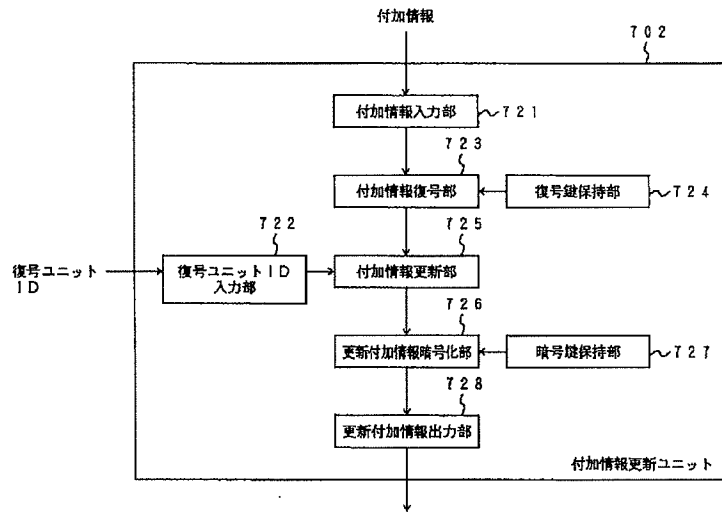 付加情報
702
付加情報入力部
721
723
付加情報復号部
復号鍵保持部
724
722
725
復号ユニット
ID
復号ユニットID
入力部
付加情報更新部
726
更新付加情報暗号化部
暗号鍵保持部
727
728
更新付加情報出力部
付加情報更新ユニット